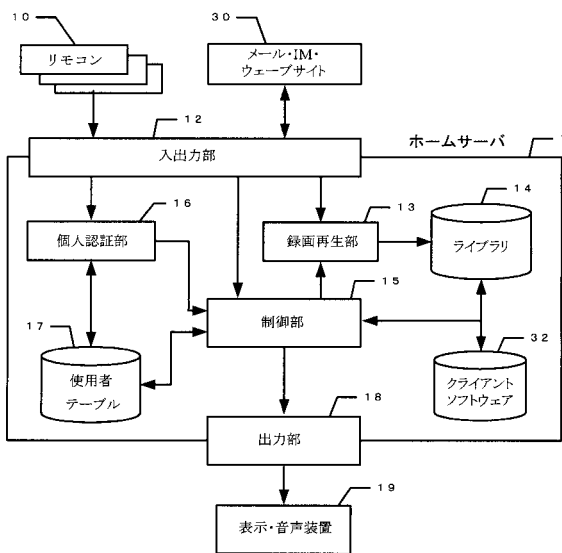 10
リモコン
30
メール・IM・
ウェーブサイト
12
入出力部
ホームサーバ
16
個人認証部
13
録画再生部
14
ライブラリ
15
制御部
17
使用者
テーブル
32
クライアント
ソフトウェア
18
出力部
19
表示・音声装置